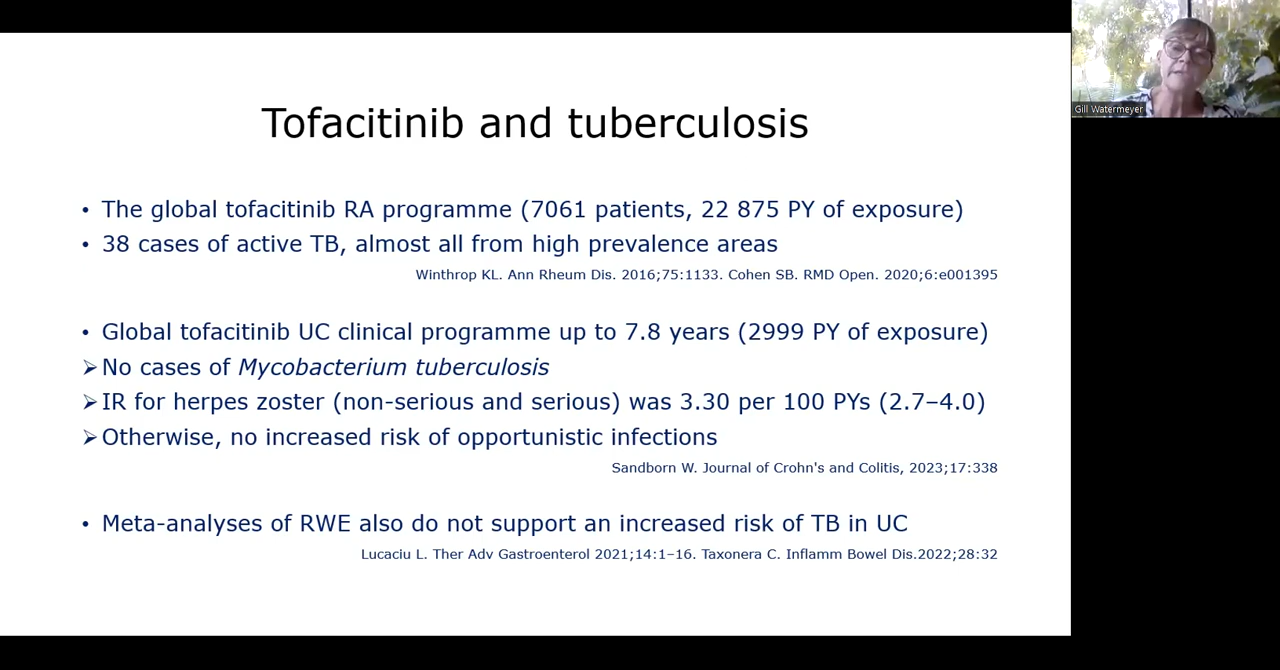 Tofacitinib and tuberculosis
• The global tofacitinib RA programme (7061 patients, 22 875 PY of exposure)
• 38 cases of active TB, almost all from high prevalence areas
Winthrop KL. Ann Rheum Dis. 2016;75:1133. Cohen SB. RMD Open. 2020;6:e001395
• Global tofacitinib UC clinical programme up to 7.8 years (2999 PY of exposure)
➢ No cases of Mycobacterium tuberculosis
➢ IR for herpes zoster (non-serious and serious) was 3.30 per 100 PYs (2.7–4.0)
➢ Otherwise, no increased risk of opportunistic infections
Sandborn W. Journal of Crohn's and Colitis, 2023;17:338
• Meta-analyses of RWE also do not support an increased risk of TB in UC
Lucaciu L. Ther Adv Gastroenterol 2021;14:1–16. Taxonera C. Inflamm Bowel Dis.2022;28:32
Gill Watermeyer